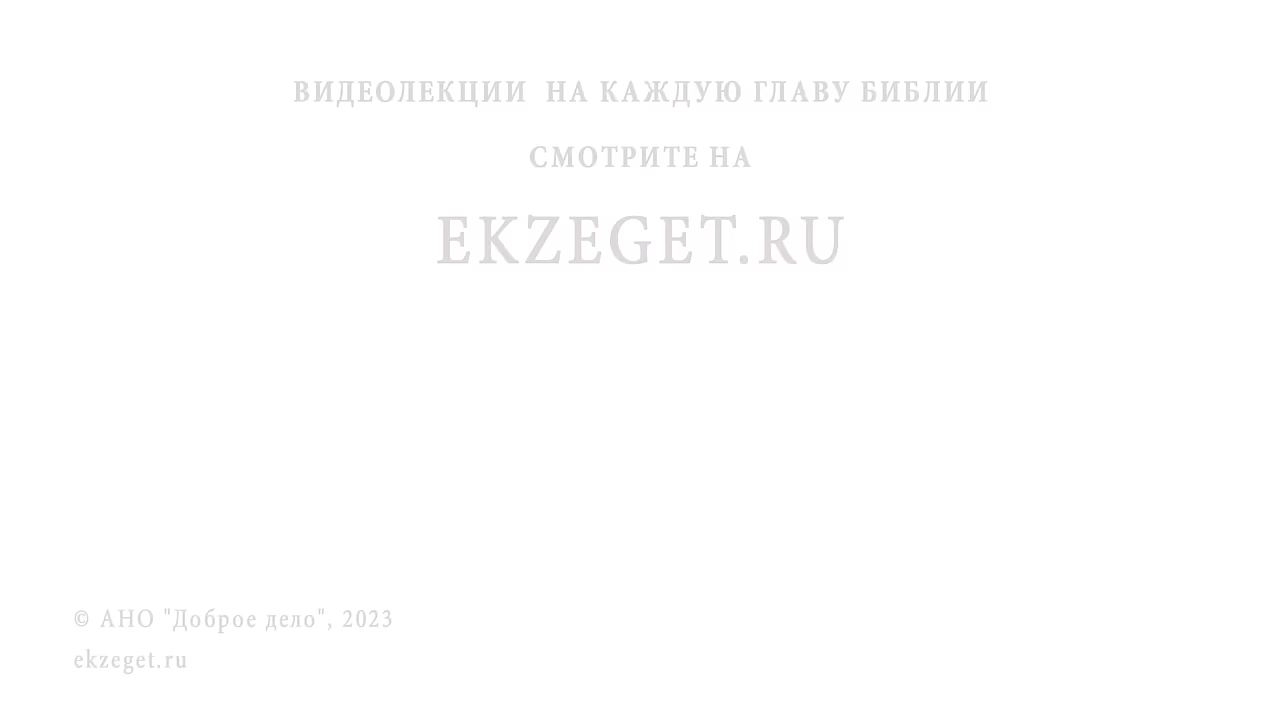 ВИДЕОЛЕКЦИИ НА КАЖДУЮ ГЛАВУ БИБЛИИ
СМОТРИТЕ НА
EKZEGET.RU
© АНО "Доброе дело", 2023
ekzeget.ru